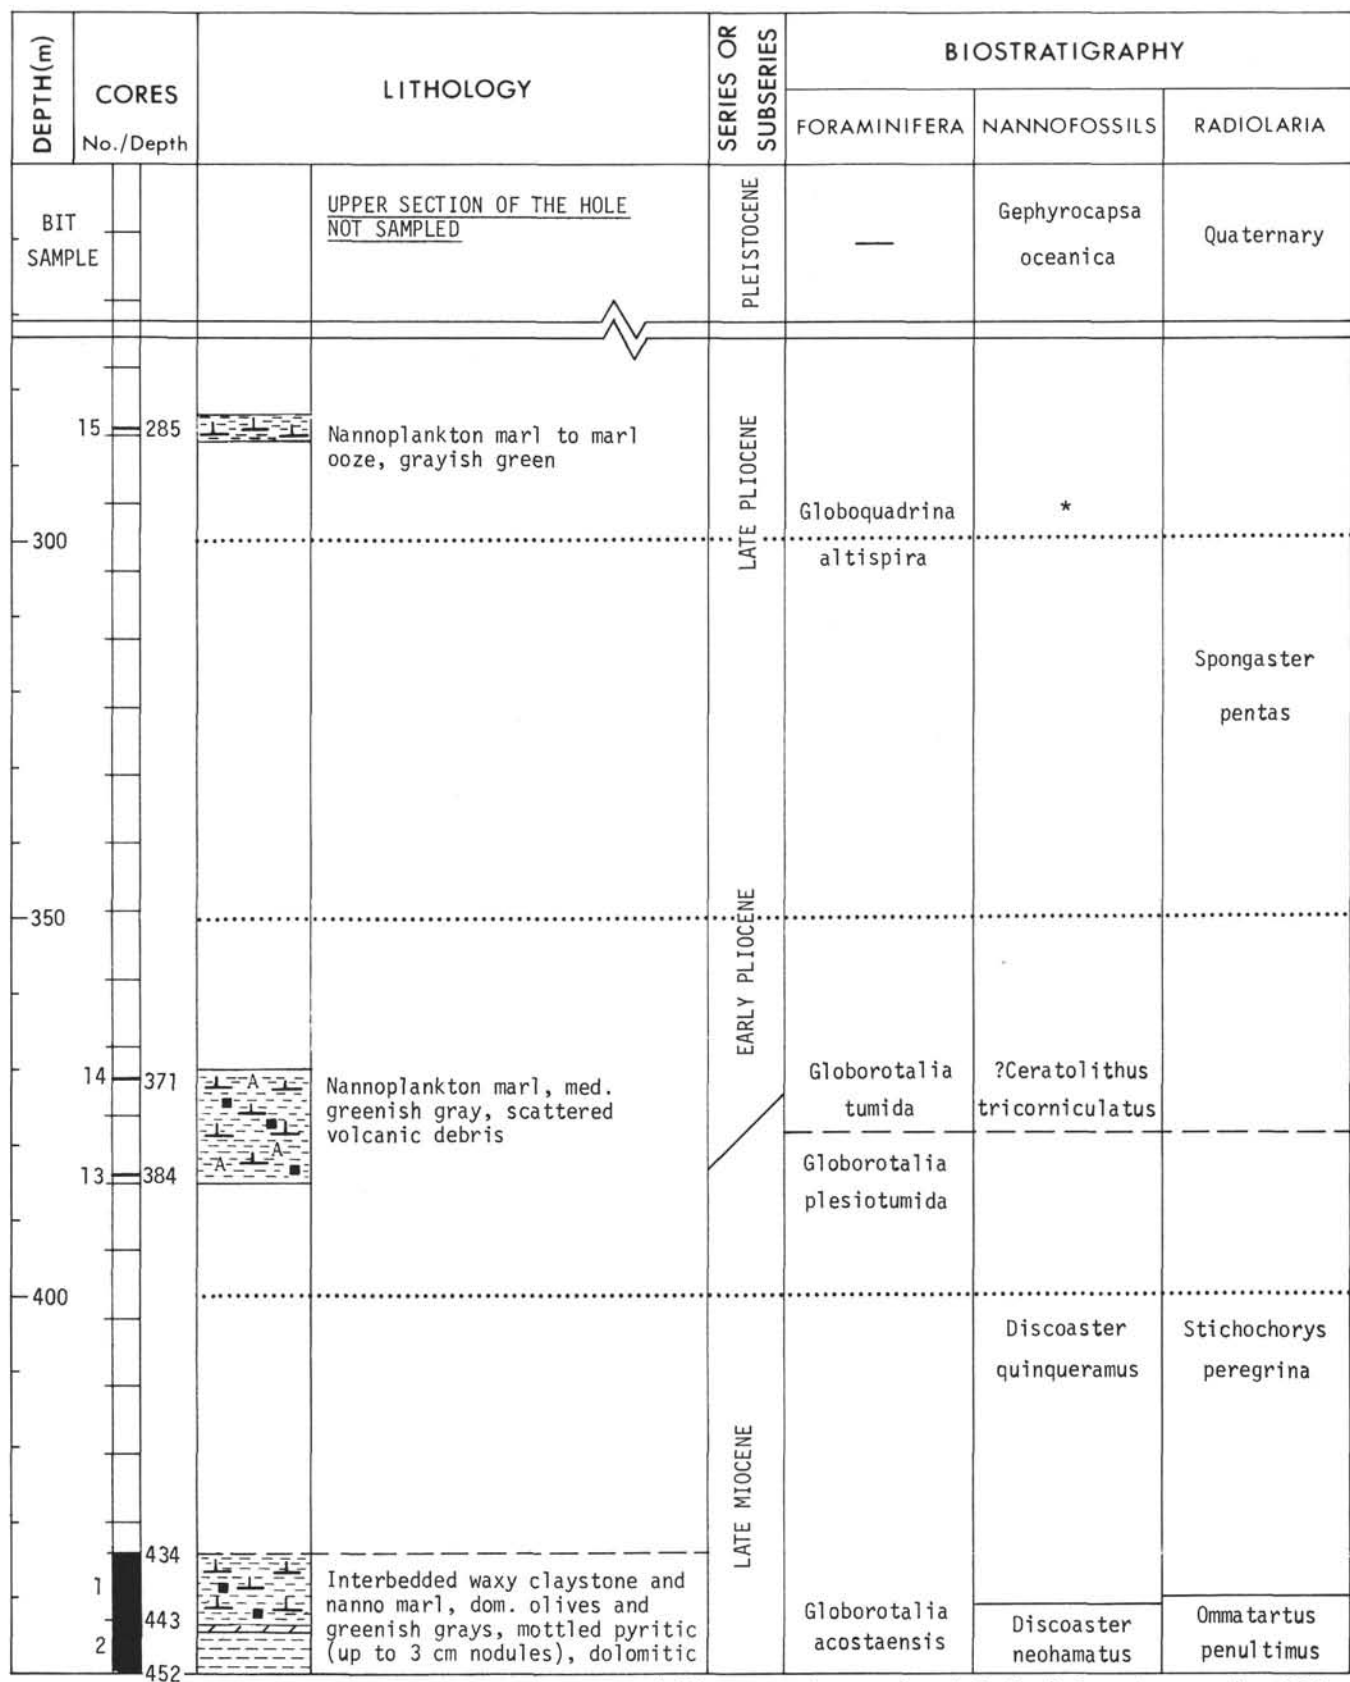 DEPTH(m)
CORES
No./Depth
LITHOLOGY
SERIES OR
SUBSERIES
BIOSTRATIGRAPHY
FORAMINIFERA
NANNOFOSSILS
RADIOLARIA
BIT
SAMPLE
UPPER SECTION OF THE HOLE
NOT SAMPLED
PLEISTOCENE
—
Gephyrocapsa
oceanica
Quaternary
15
285
Nannoplankton marl to marl
ooze, grayish green
LATE PLIOCENE
Globoquadrina
altispira
*
300
Spongaster
pentas
350
EARLY PLIOCENE
14
371
A
A
A
13
384
Nannoplankton marl, med.
greenish gray, scattered
volcanic debris
Globorotalia
tumida
?Ceratolithus
tricorniculatus
Globorotalia
plesiotumida
400
Discoaster
quinqueramus
Stichochorys
peregrina
LATE MIOCENE
434
1
443
2
452
Interbedded waxy claystone and
nanno marl, dom. olives and
greenish grays, mottled pyritic
(up to 3 cm nodules), dolomitic
Globorotalia
acostaensis
Discoaster
neohamatus
Ommatartus
penultimus